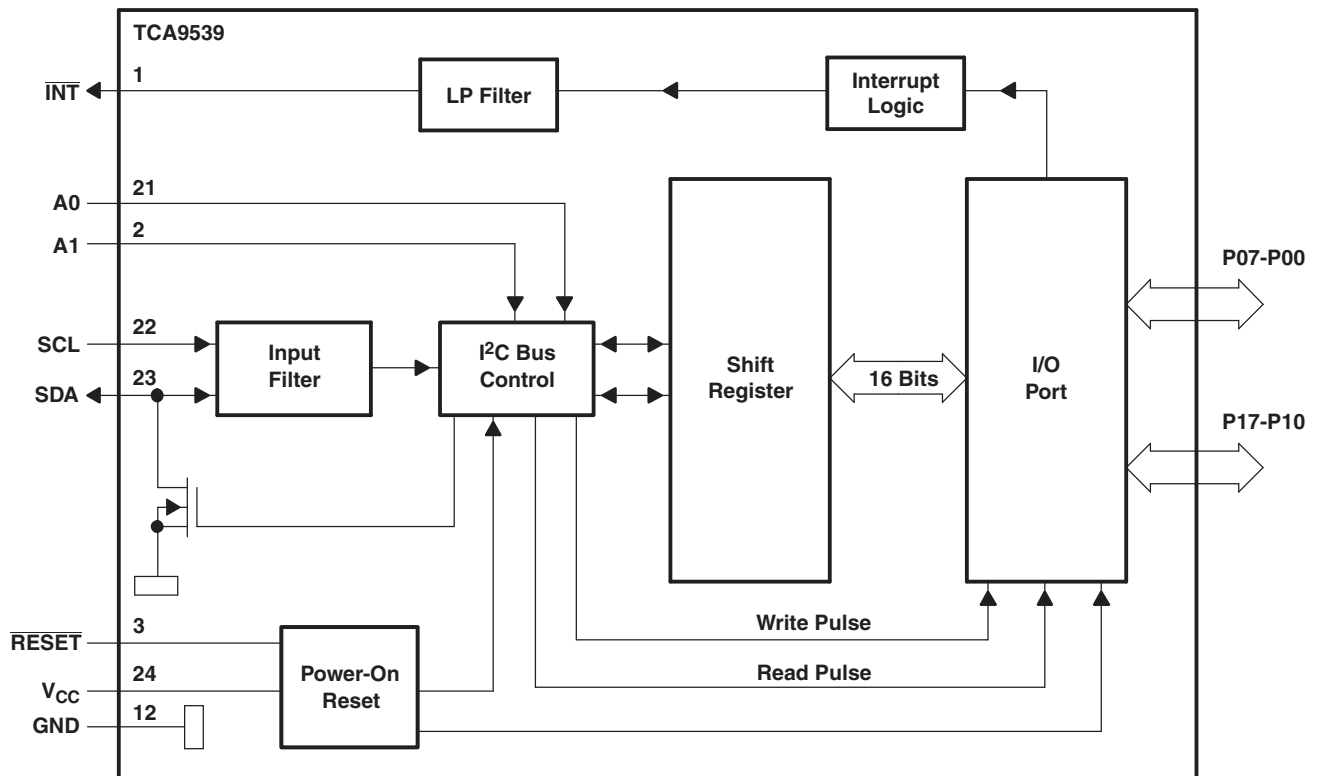 TCA9539
1
INT
LP Filter
Interrupt
Logic
21
A0
2
A1
22
SCL
23
SDA
Input
Filter
I²C Bus
Control
Shift
Register
16 Bits
I/O
Port
P07-P00
P17-P10
Write Pulse
Read Pulse
3
RESET
24
VCC
12
GND
Power-On
Reset